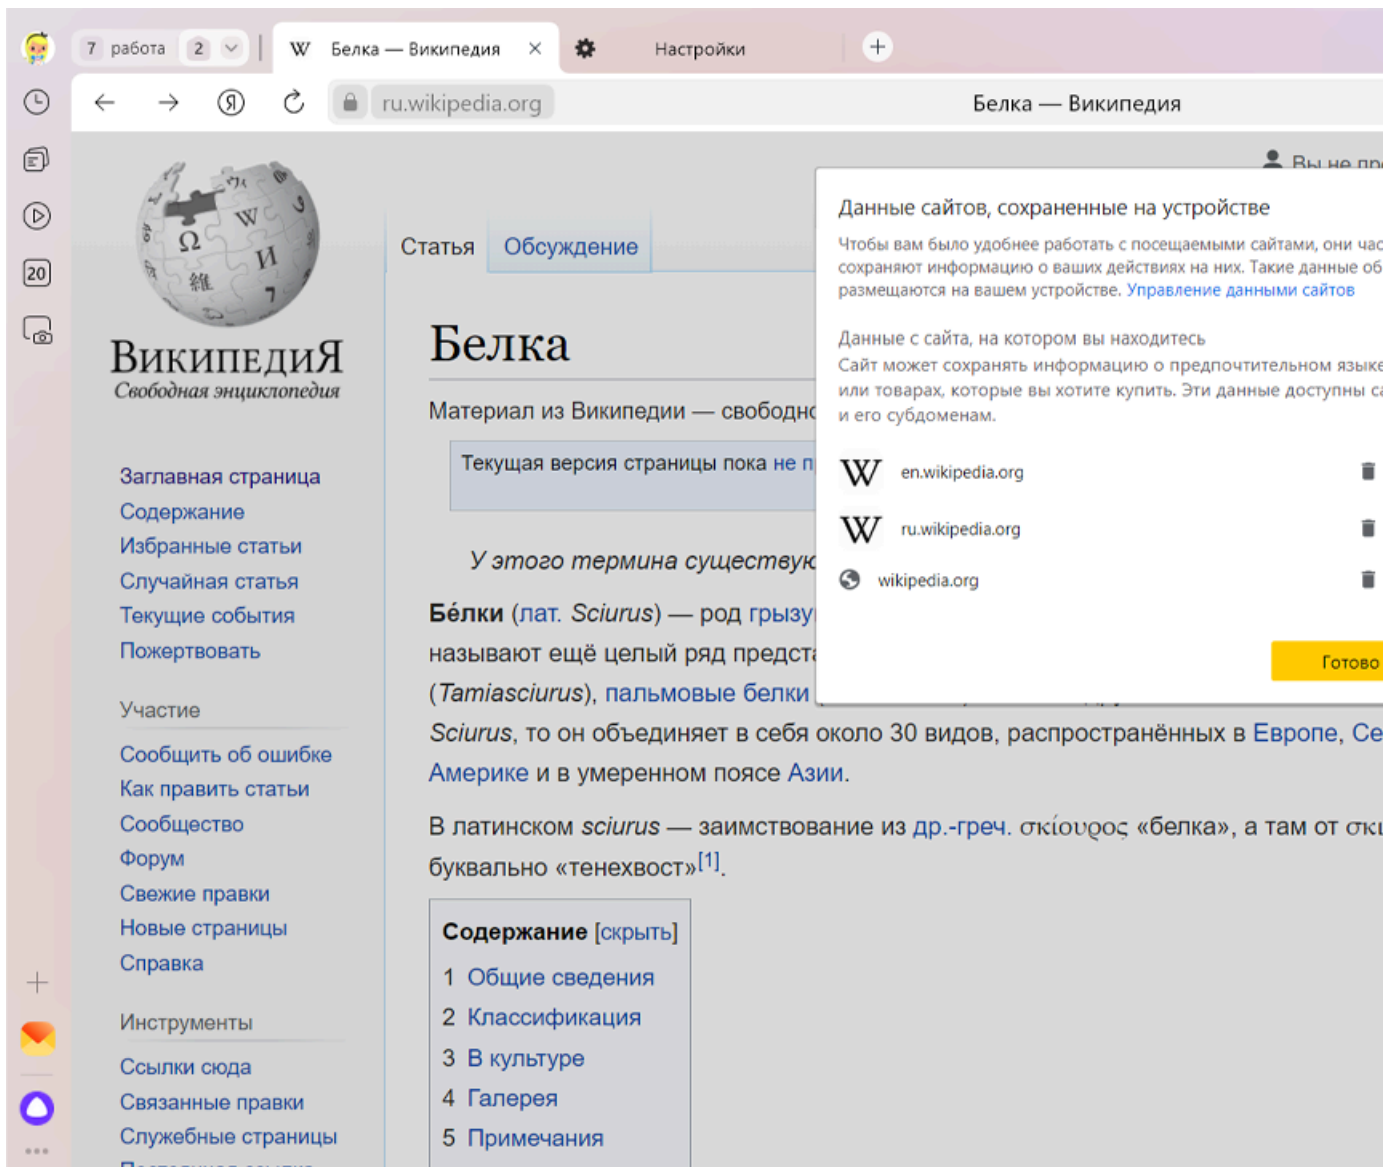 7 работа 2
Белка — Википедия
Настройки
Я
ru.wikipedia.org
Белка — Википедия
20
Вы не
ВИКИПЕДИЯ
Свободная энциклопедия
Заглавная страница
Содержание
Избранные статьи
Случайная статья
Текущие события
Пожертвовать
Участие
Сообщить об ошибке
Как править статьи
Сообщество
Форум
Свежие правки
Новые страницы
Справка
Инструменты
Ссылки сюда
Связанные правки
Служебные страницы
Статья Обсуждение
Белка
Материал из Википедии — свободно
Текущая версия страницы пока не п
У этого термина существую
Бе́лки (лат. Sciurus) — род грызу
называют ещё целый ряд предста
(Tamiasciurus), пальмовые белки
Sciurus, то он объединяет в себя около 30 видов, распространённых в Европе, Се
Америке и в умеренном поясе Азии.
В латинском sciurus — заимствование из др.-греч. σκίουρος «белка», а там от σκι
буквально «тенехвост»[1].
Содержание [скрыть]
1 Общие сведения
2 Классификация
3 В культуре
4 Галерея
5 Примечания
Данные сайтов, сохраненные на устройстве
Чтобы вам было удобнее работать с посещаемыми сайтами, они час
сохраняют информацию о ваших действиях на них. Такие данные об
размещаются на вашем устройстве. Управление данными сайтов
Данные с сайта, на котором вы находитесь
Сайт может сохранять информацию о предпочтительном языке
или товарах, которые вы хотите купить. Эти данные доступны са
и его субдоменам.
W en.wikipedia.org
W ru.wikipedia.org
wikipedia.org
Готово